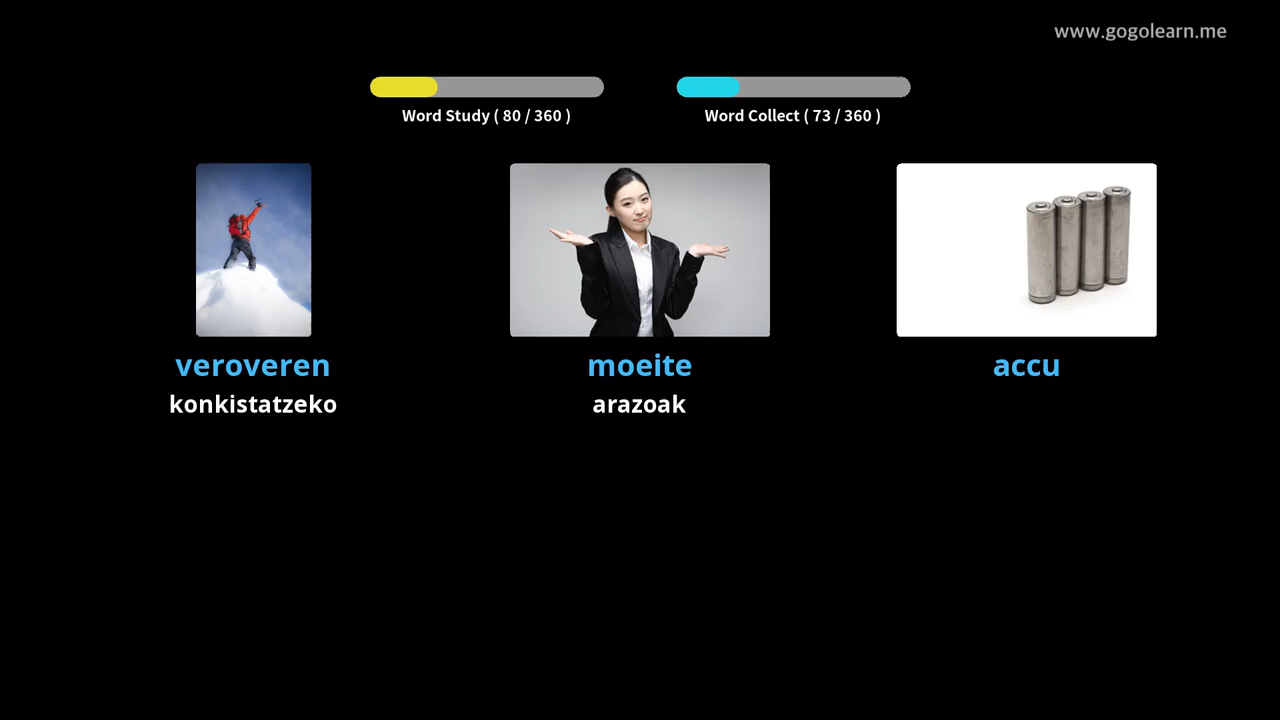 www.gogolearn.me
Word Study ( 80 / 360 )
Word Collect ( 73 / 360 )
veroveren
konkistatzeko
moeite
arazoak
accu